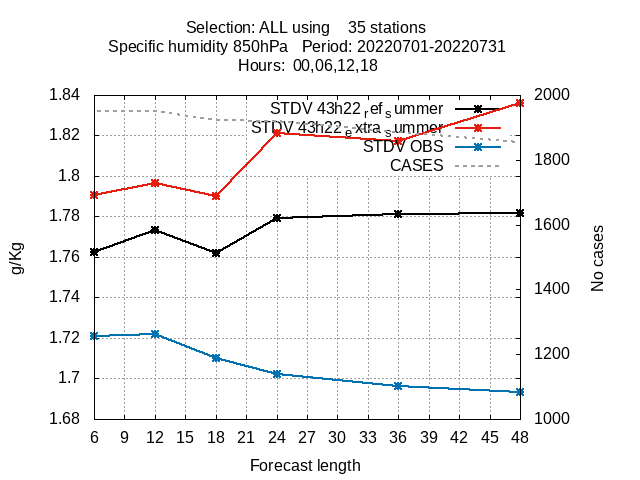 Selection: ALL using 35 stations
Specific humidity 850hPa Period: 20220701-20220731
Hours: 00,06,12,18
STDV 43h22_ref_summer
STDV 43h22_extra_summer
STDV OBS
CASES
1.84
1.82
1.8
1.78
1.76
1.74
1.72
1.7
1.68
2000
1800
1600
1400
1200
1000
g/Kg
No cases
6 9 12 15 18 21 24 27 30 33 36 39 42 45 48
Forecast length